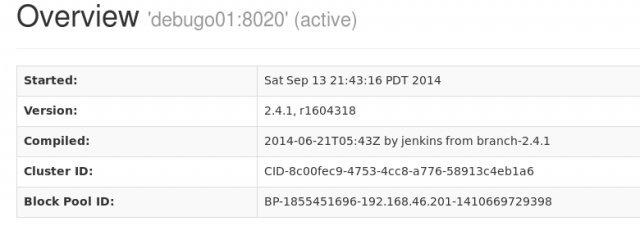 Overview 'debugo01:8020' (active)
Started: Sat Sep 13 21:43:16 PDT 2014
Version: 2.4.1, r1604318
Compiled: 2014-06-21T05:43Z by jenkins from branch-2.4.1
Cluster ID: CID-8c00fec9-4753-4cc8-a776-58913c4eb1a6
Block Pool ID: BP-1855451696-192.168.46.201-1410669729398